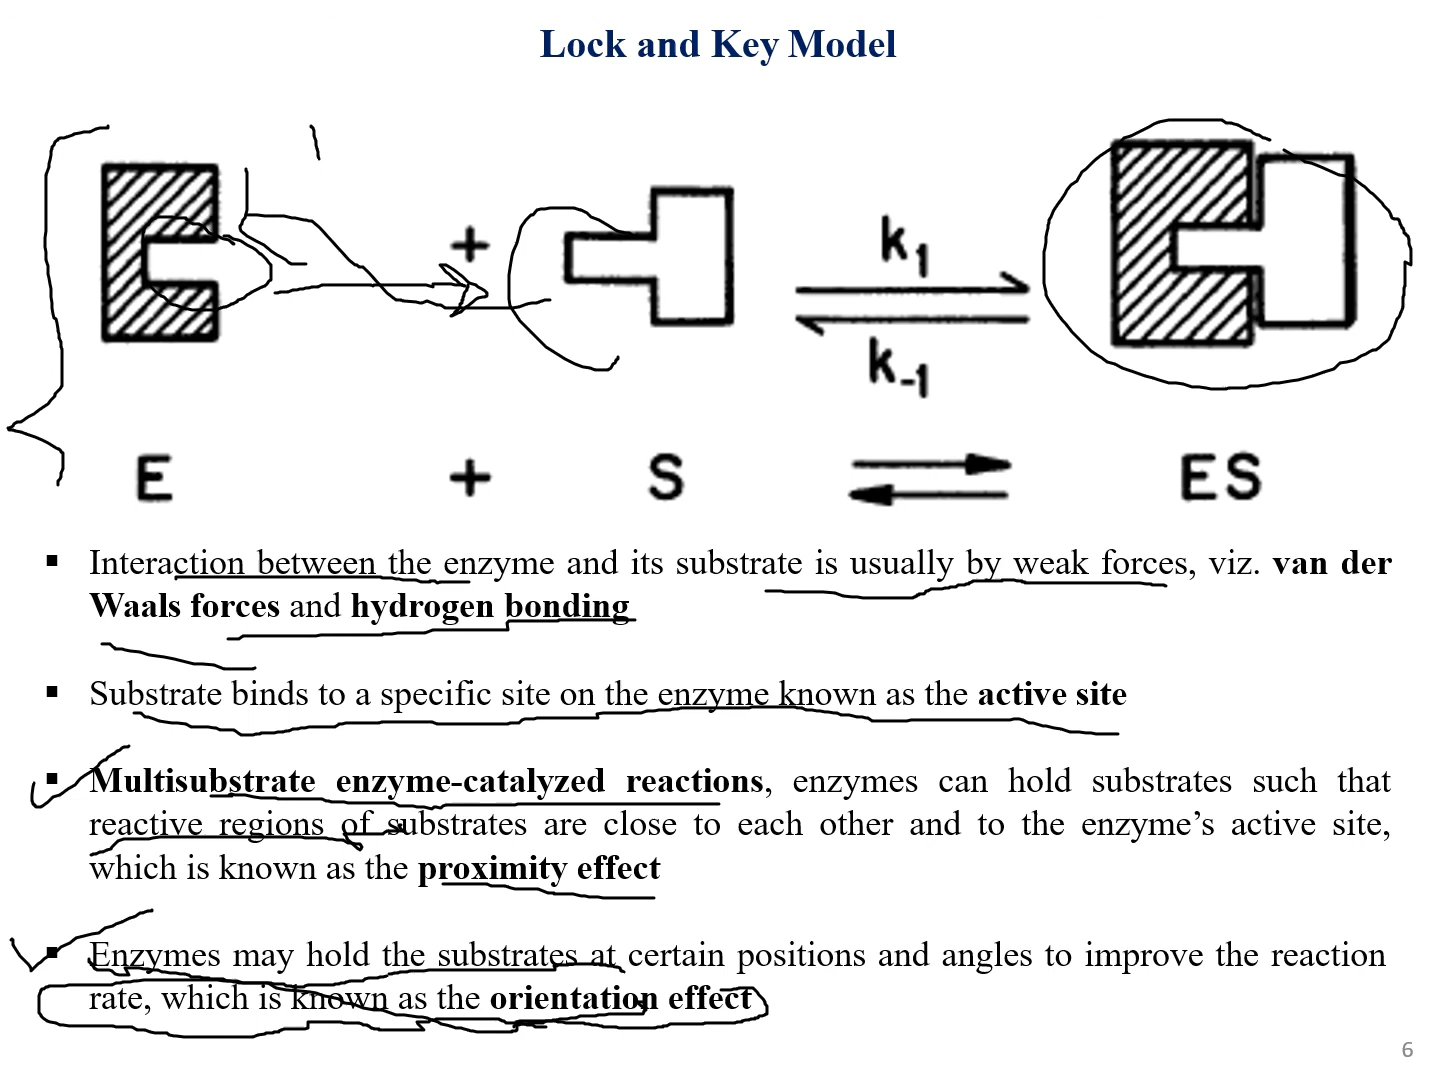 Lock and Key Model
+
k1
k-1
E + S ES
▪ Interaction between the enzyme and its substrate is usually by weak forces, viz. van der
Waals forces and hydrogen bonding
▪ Substrate binds to a specific site on the enzyme known as the active site
▪ Multisubstrate enzyme-catalyzed reactions, enzymes can hold substrates such that
reactive regions of substrates are close to each other and to the enzyme’s active site,
which is known as the proximity effect
▪ Enzymes may hold the substrates at certain positions and angles to improve the reaction
rate, which is known as the orientation effect
6